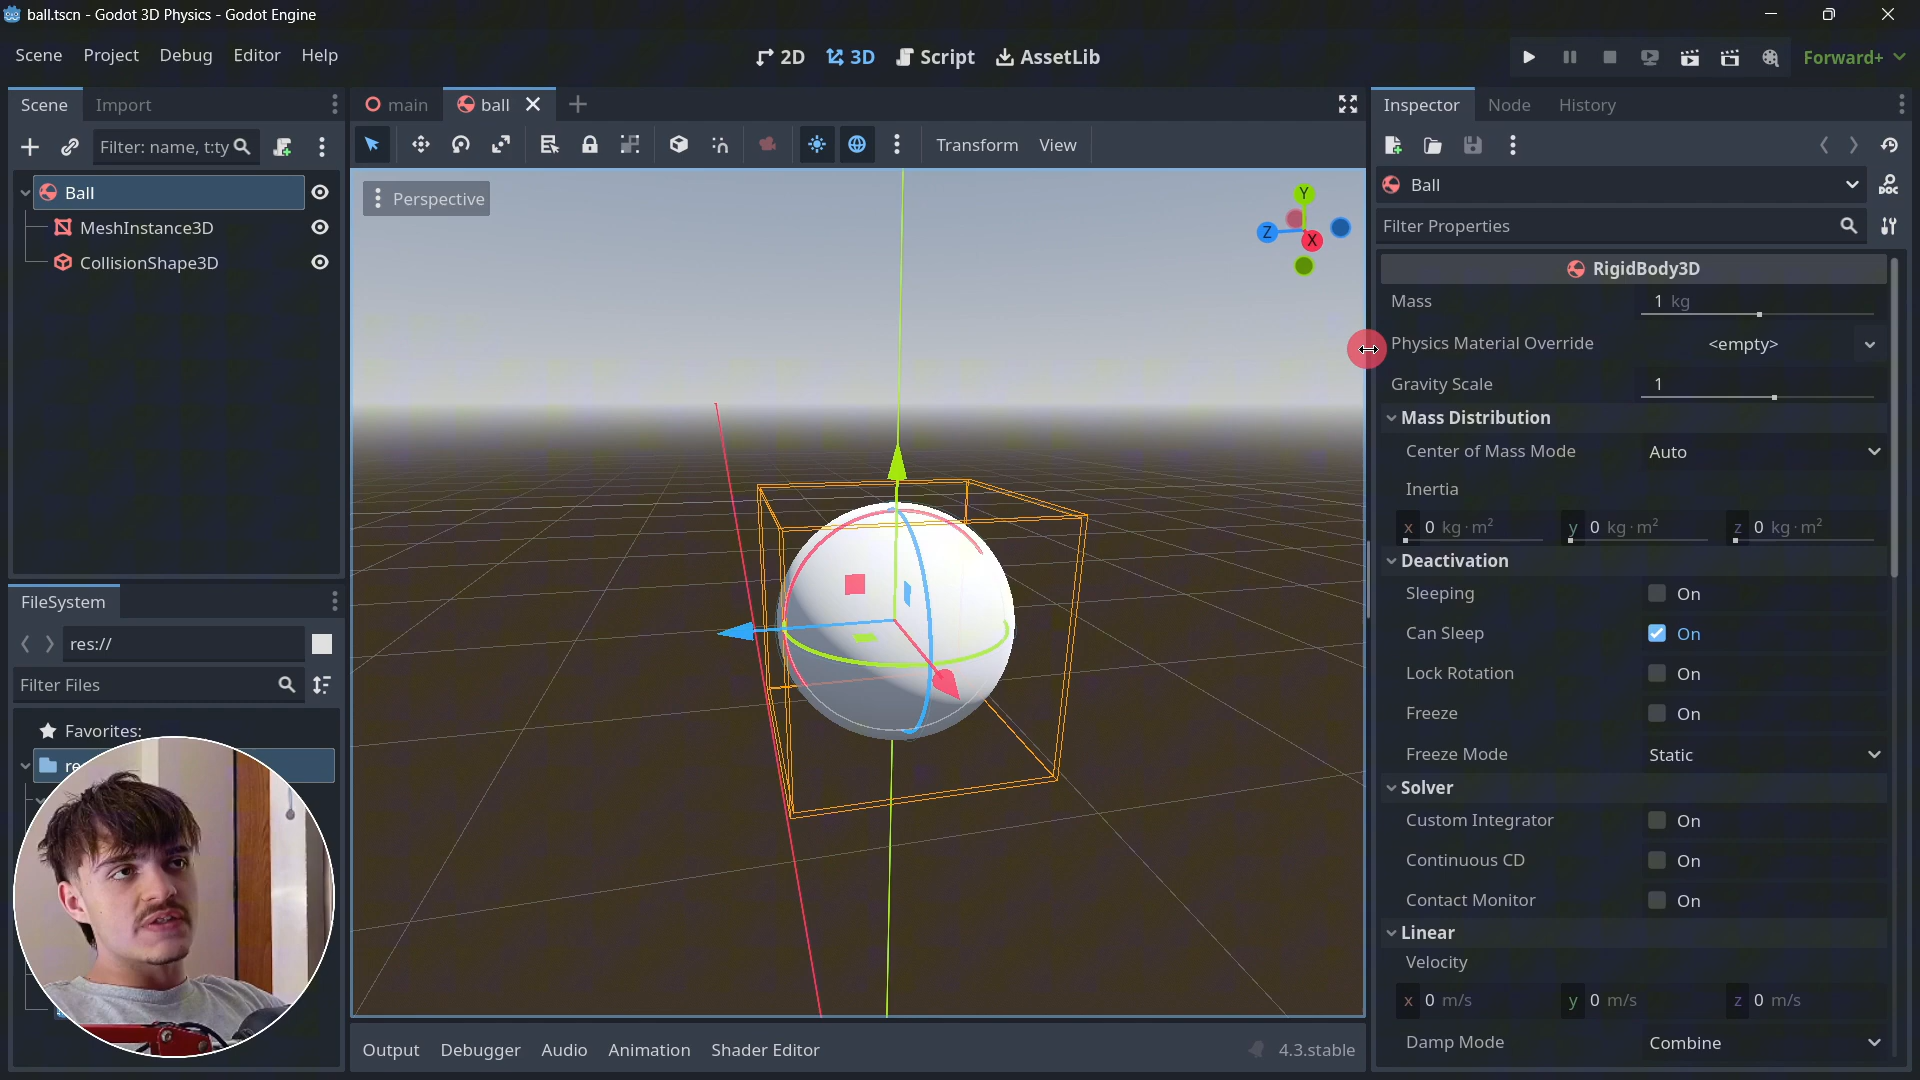 ball.tscn - Godot 3D Physics - Godot Engine
Scene Project Debug Editor Help
2D 3D Script AssetLib
Forward+
Scene Import
Filter: name, t:ty
Ball
MeshInstance3D
CollisionShape3D
FileSystem
res://
Filter Files
Favorites:
main ball
Transform View
Perspective
Y
Z
X
Output Debugger Audio Animation Shader Editor
4.3.stable
Inspector Node History
Ball
DOC
Filter Properties
RigidBody3D
Mass 1 kg
Physics Material Override <empty>
Gravity Scale 1
Mass Distribution
Center of Mass Mode Auto
Inertia
x 0 kg·m² y 0 kg·m² z 0 kg·m²
Deactivation
Sleeping On
Can Sleep On
Lock Rotation On
Freeze On
Freeze Mode Static
Solver
Custom Integrator On
Continuous CD On
Contact Monitor On
Linear
Velocity
x 0 m/s y 0 m/s z 0 m/s
Damp Mode Combine